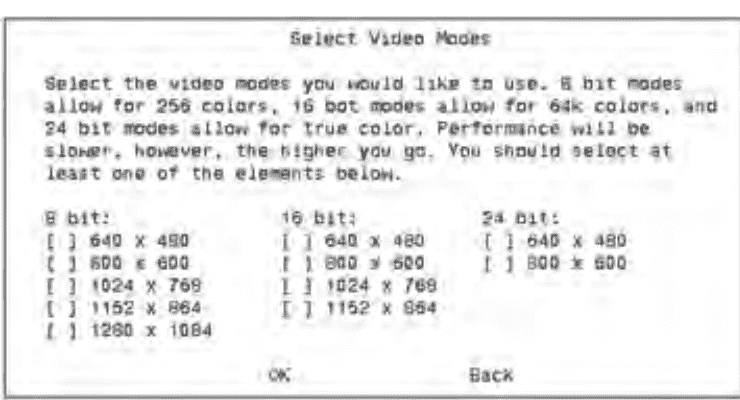 Select Video Modes
Select the video modes you would like to use. 8 bit modes
allow for 256 colors, 16 bot modes allow for 64k colors, and
24 bit modes allow for true color. Performance will be
slower, however, the higher you go. You should select at
least one of the elements below.
8 bit: 16 bit: 24 bit:
[ ] 640 x 480 [ ] 640 x 480 [ ] 640 x 480
[ ] 800 x 600 [ ] 800 x 600 [ ] 800 x 600
[ ] 1024 x 768 [ ] 1024 x 768
[ ] 1152 x 864 [ ] 1152 x 864
[ ] 1280 x 1084
OK Back